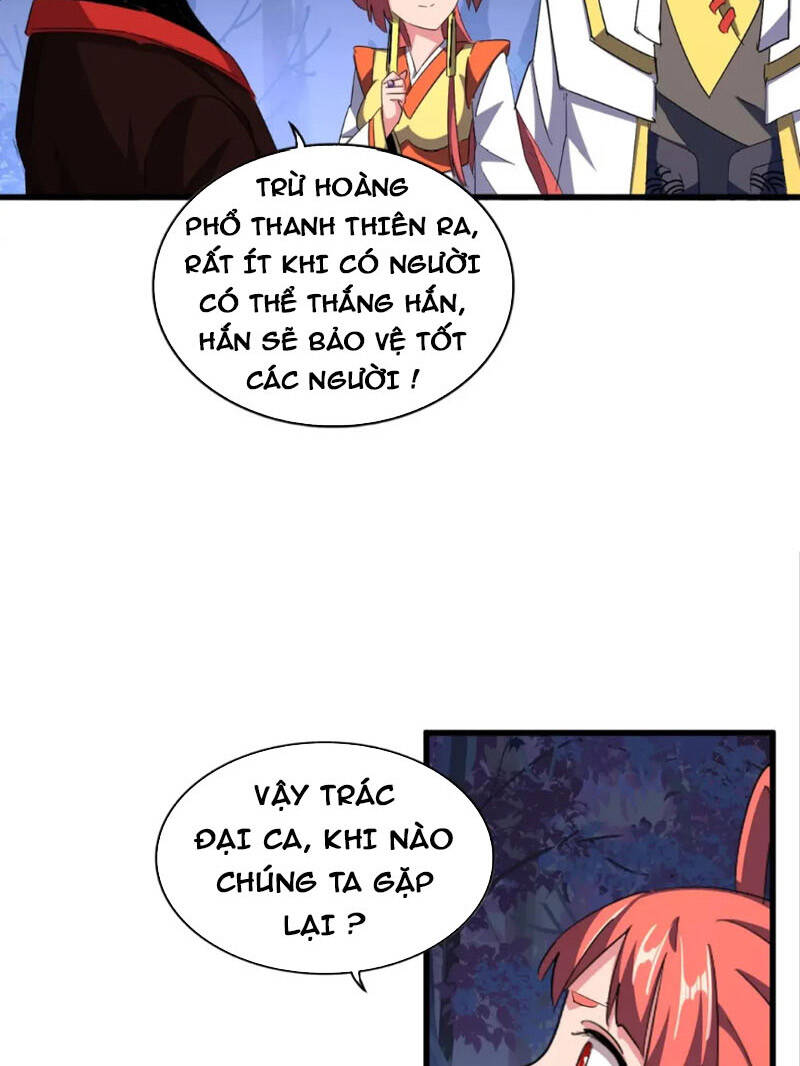 TRỪ HOÀNG
PHỔ THANH THIÊN RA,
RẤT ÍT KHI CÓ NGƯỜI
CÓ THỂ THẮNG HẮN,
HẮN SẼ BẢO VỆ TỐT
CÁC NGƯỜI !
VẬY TRÁC
ĐẠI CA, KHI NÀO
CHÚNG TA GẶP
LẠI ?